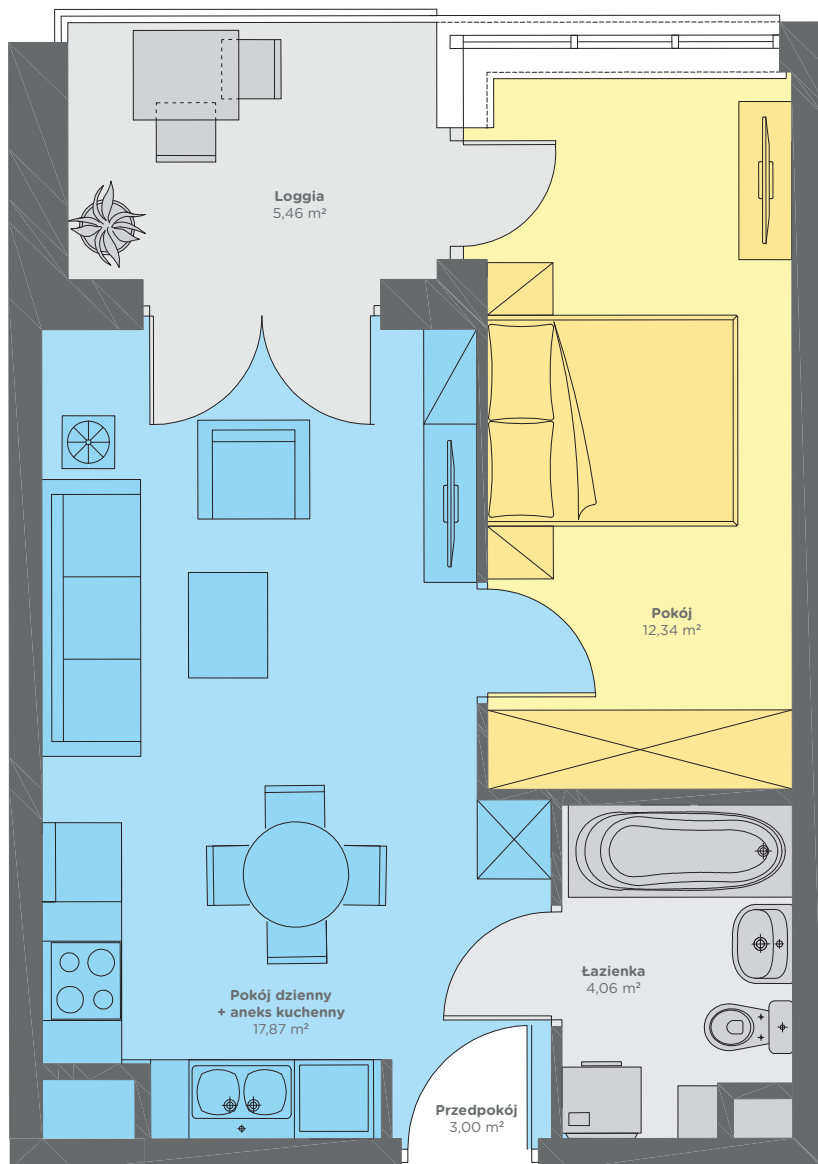 Loggia
5,46 m²
Pokój
12,34 m²
Łazienka
4,06 m²
Pokój dzienny
+ aneks kuchenny
17,87 m²
Przedpokój
3,00 m²